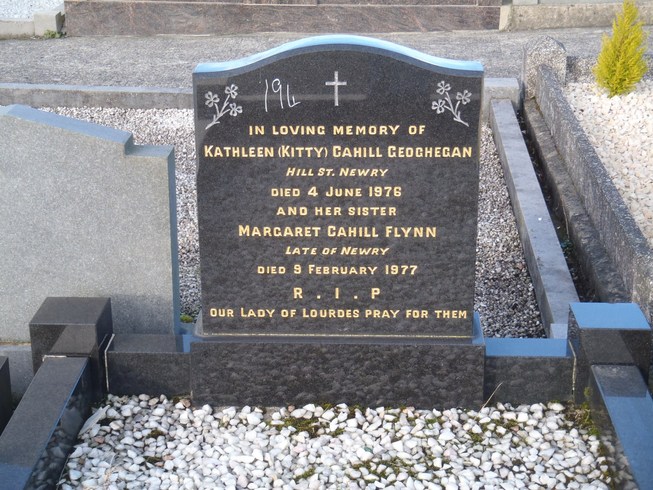 194
IN LOVING MEMORY OF
KATHLEEN (KITTY) CAHILL GEOGHEGAN
HILL ST. NEWRY
DIED 4 JUNE 1976
AND HER SISTER
MARGARET CAHILL FLYNN
LATE OF NEWRY
DIED 9 FEBRUARY 1977
R. I. P
OUR LADY OF LOURDES PRAY FOR THEM